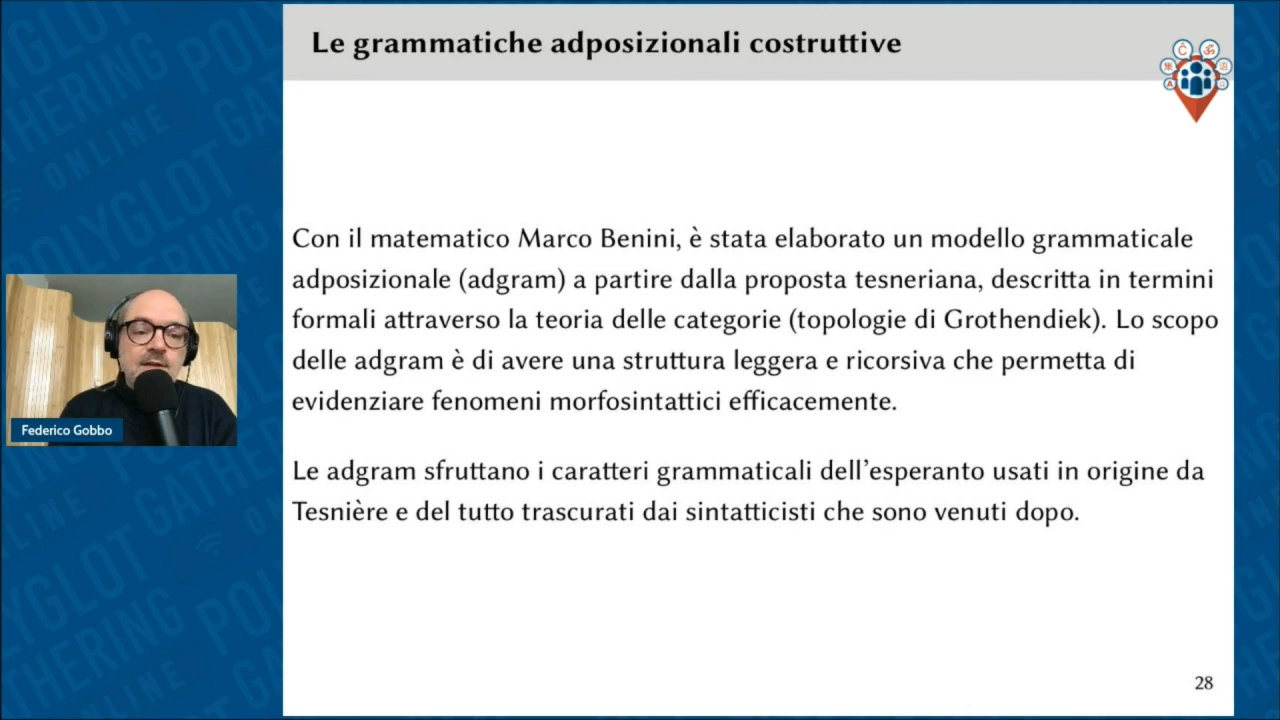 Le grammatiche adposizionali costruttive
Con il matematico Marco Benini, è stata elaborato un modello grammaticale
adposizionale (adgram) a partire dalla proposta tesneriana, descritta in termini
formali attraverso la teoria delle categorie (topologie di Grothendiek). Lo scopo
delle adgram è di avere una struttura leggera e ricorsiva che permetta di
evidenziare fenomeni morfosintattici efficacemente.
Le adgram sfruttano i caratteri grammaticali dell'esperanto usati in origine da
Tesnière e del tutto trascurati dai sintatticisti che sono venuti dopo.
28
Federico Gobbo
POLYGLOT
GATHERING
ONLINE